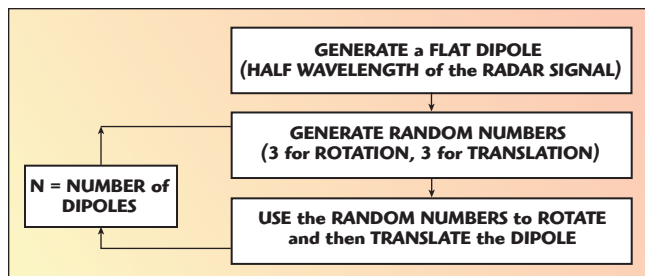 GENERATE a FLAT DIPOLE
(HALF WAVELENGTH of the RADAR SIGNAL)
GENERATE RANDOM NUMBERS
(3 for ROTATION, 3 for TRANSLATION)
N = NUMBER of
DIPOLES
USE the RANDOM NUMBERS to ROTATE
and then TRANSLATE the DIPOLE